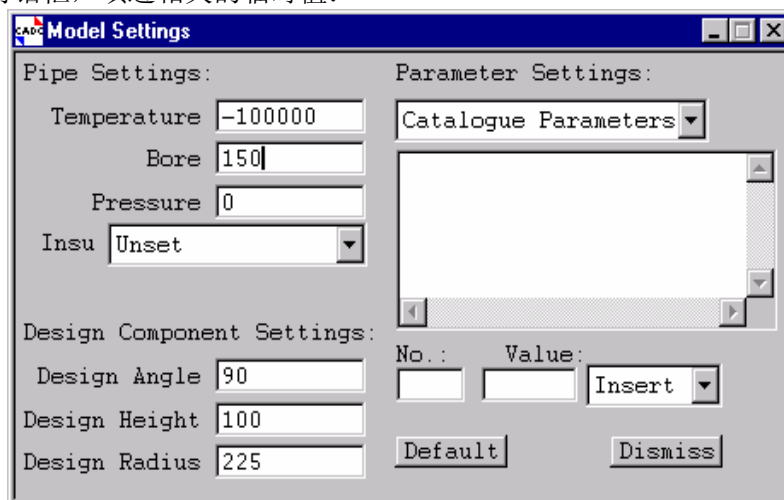 CADC Model Settings
Pipe Settings:
Temperature -100000
Bore 150
Pressure 0
Insu Unset
Design Component Settings:
Design Angle 90
Design Height 100
Design Radius 225
Parameter Settings:
Catalogue Parameters
No.: Value:
Insert
Default Dismiss